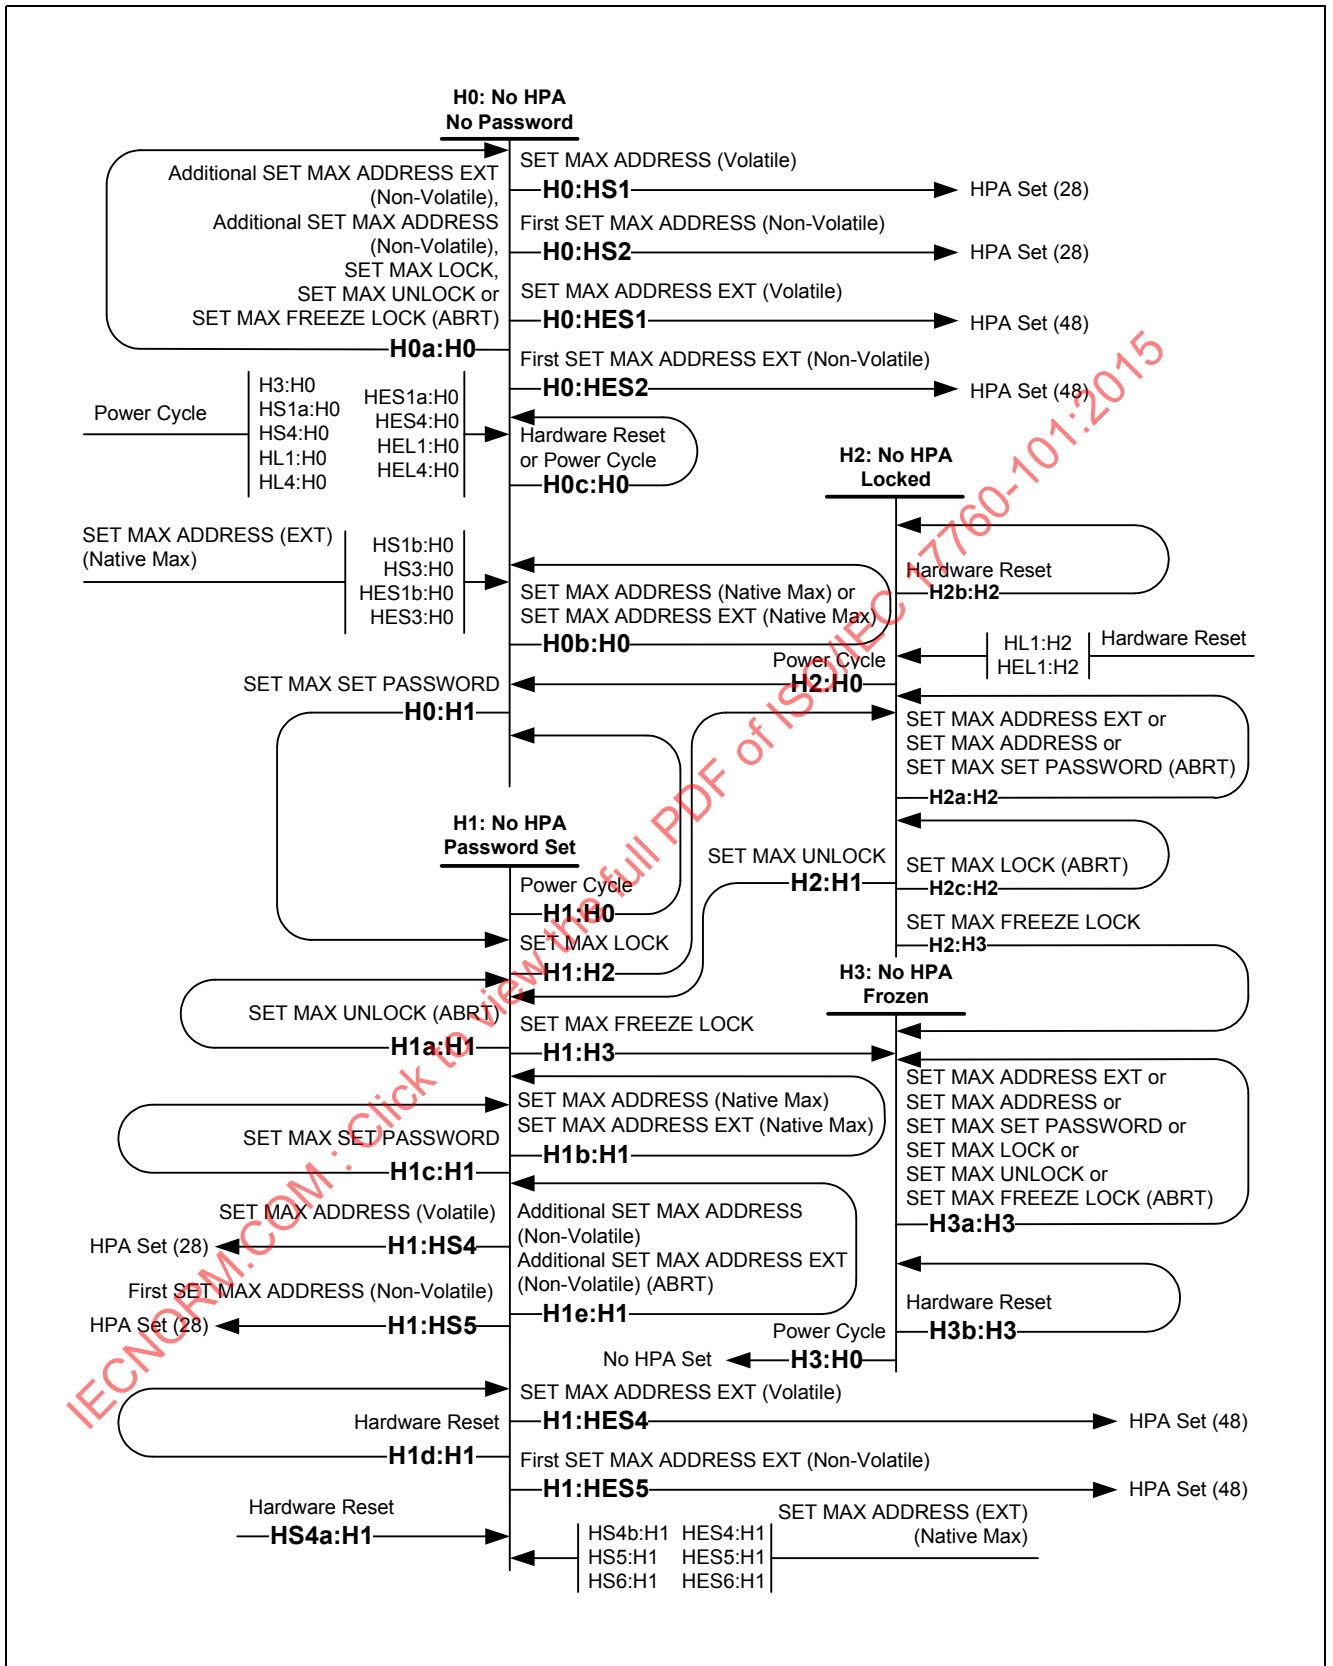 H0: No HPA
No Password
SET MAX ADDRESS (Volatile)
H0:HS1
HPA Set (28)
Additional SET MAX ADDRESS EXT
(Non-Volatile),
Additional SET MAX ADDRESS
(Non-Volatile),
SET MAX LOCK,
SET MAX UNLOCK or
SET MAX FREEZE LOCK (ABRT)
H0a:H0
First SET MAX ADDRESS (Non-Volatile)
H0:HS2
HPA Set (28)
SET MAX ADDRESS EXT (Volatile)
H0:HES1
HPA Set (48)
First SET MAX ADDRESS EXT (Non-Volatile)
H0:HES2
HPA Set (48)
Power Cycle
H3:H0
HS1a:H0
HS4:H0
HL1:H0
HL4:H0
HES1a:H0
HES4:H0
HEL1:H0
HEL4:H0
Hardware Reset
or Power Cycle
H0c:H0
H2: No HPA
Locked
SET MAX ADDRESS (EXT)
(Native Max)
HS1b:H0
HS3:H0
HES1b:H0
HES3:H0
SET MAX ADDRESS (Native Max) or
SET MAX ADDRESS EXT (Native Max)
H0b:H0
Hardware Reset
H2b:H2
HL1:H2
HEL1:H2
Hardware Reset
Power Cycle
H2:H0
SET MAX SET PASSWORD
H0:H1
SET MAX ADDRESS EXT or
SET MAX ADDRESS or
SET MAX SET PASSWORD (ABRT)
H2a:H2
H1: No HPA
Password Set
SET MAX UNLOCK
H2:H1
SET MAX LOCK (ABRT)
H2c:H2
Power Cycle
H1:H0
SET MAX LOCK
H1:H2
SET MAX FREEZE LOCK
H2:H3
H3: No HPA
Frozen
SET MAX UNLOCK (ABRT)
H1a:H1
SET MAX FREEZE LOCK
H1:H3
SET MAX ADDRESS (Native Max)
SET MAX ADDRESS EXT (Native Max)
H1b:H1
SET MAX SET PASSWORD
H1c:H1
SET MAX ADDRESS EXT or
SET MAX ADDRESS or
SET MAX SET PASSWORD or
SET MAX LOCK or
SET MAX UNLOCK or
SET MAX FREEZE LOCK (ABRT)
H3a:H3
SET MAX ADDRESS (Volatile)
HPA Set (28)
H1:HS4
Additional SET MAX ADDRESS
(Non-Volatile)
Additional SET MAX ADDRESS EXT
(Non-Volatile) (ABRT)
H1e:H1
First SET MAX ADDRESS (Non-Volatile)
HPA Set (28)
H1:HS5
Hardware Reset
H3b:H3
Power Cycle
No HPA Set
H3:H0
SET MAX ADDRESS EXT (Volatile)
H1:HES4
HPA Set (48)
Hardware Reset
H1d:H1
First SET MAX ADDRESS EXT (Non-Volatile)
H1:HES5
HPA Set (48)
Hardware Reset
HS4a:H1
HS4b:H1 HES4:H1
HS5:H1 HES5:H1
HS6:H1 HES6:H1
SET MAX ADDRESS (EXT)
(Native Max)
IECNORM.COM : Click to view the full PDF of ISO/IEC 17760-101:2015